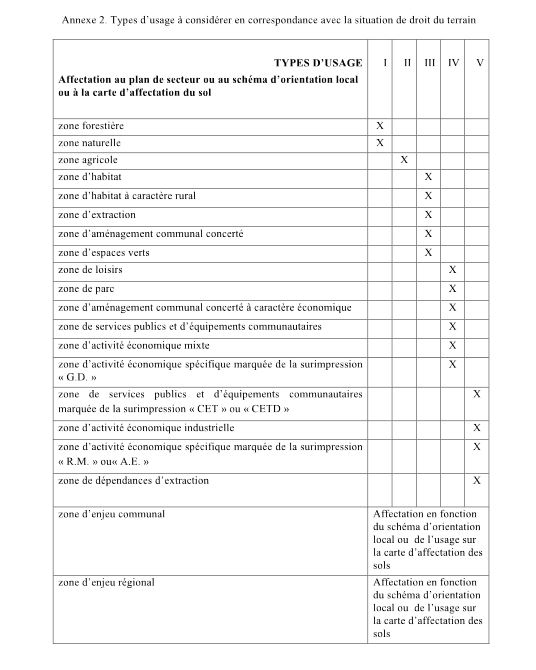 Annexe 2. Types d'usage à considérer en correspondance avec la situation de droit du terrain
TYPES D'USAGE I II III IV V
Affectation au plan de secteur ou au schéma d'orientation local
ou à la carte d'affectation du sol
zone forestière X
zone naturelle X
zone agricole X
zone d'habitat X
zone d'habitat à caractère rural X
zone d'extraction X
zone d'aménagement communal concerté X
zone d'espaces verts X
zone de loisirs X
zone de parc X
zone d'aménagement communal concerté à caractère économique X
zone de services publics et d'équipements communautaires X
zone d'activité économique mixte X
zone d'activité économique spécifique marquée de la surimpression X
« G.D. »
zone de services publics et d'équipements communautaires X
marquée de la surimpression « CET » ou « CETD »
zone d'activité économique industrielle X
zone d'activité économique spécifique marquée de la surimpression X
« R.M. » ou« A.E. »
zone de dépendances d'extraction X
zone d'enjeu communal Affectation en fonction
du schéma d'orientation
local ou de l'usage sur
la carte d'affectation des
sols
zone d'enjeu régional Affectation en fonction
du schéma d'orientation
local ou de l'usage sur
la carte d'affectation des
sols